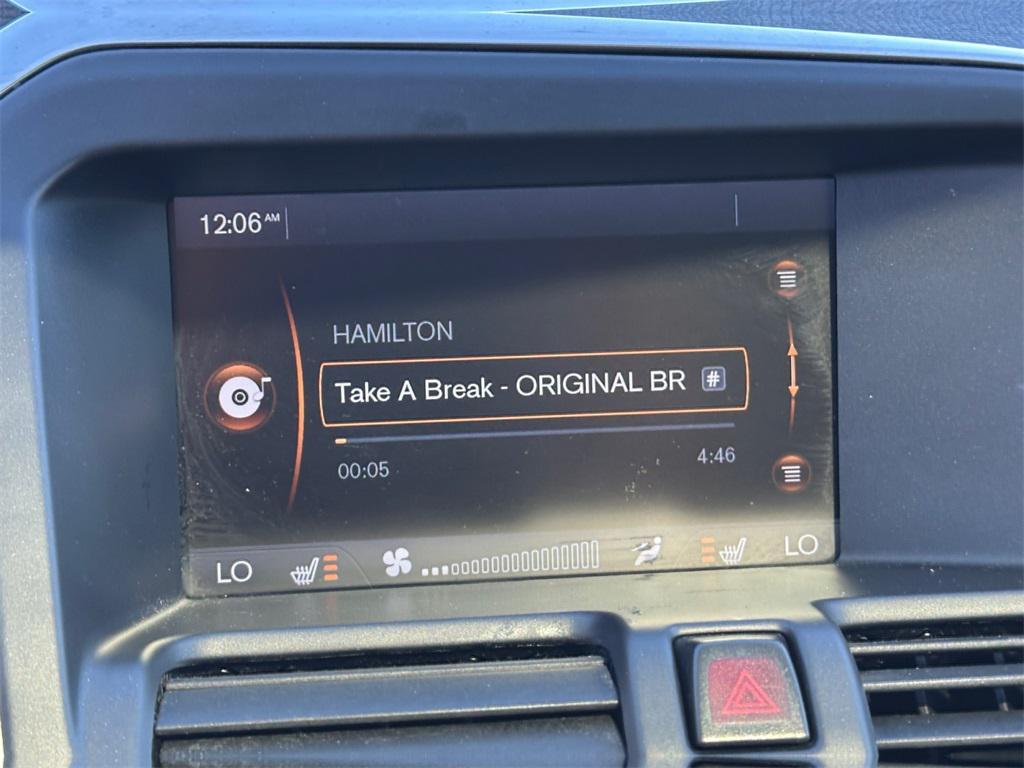 12:06 AM
HAMILTON
Take A Break - ORIGINAL BR #
00:05 4:46
LO LO